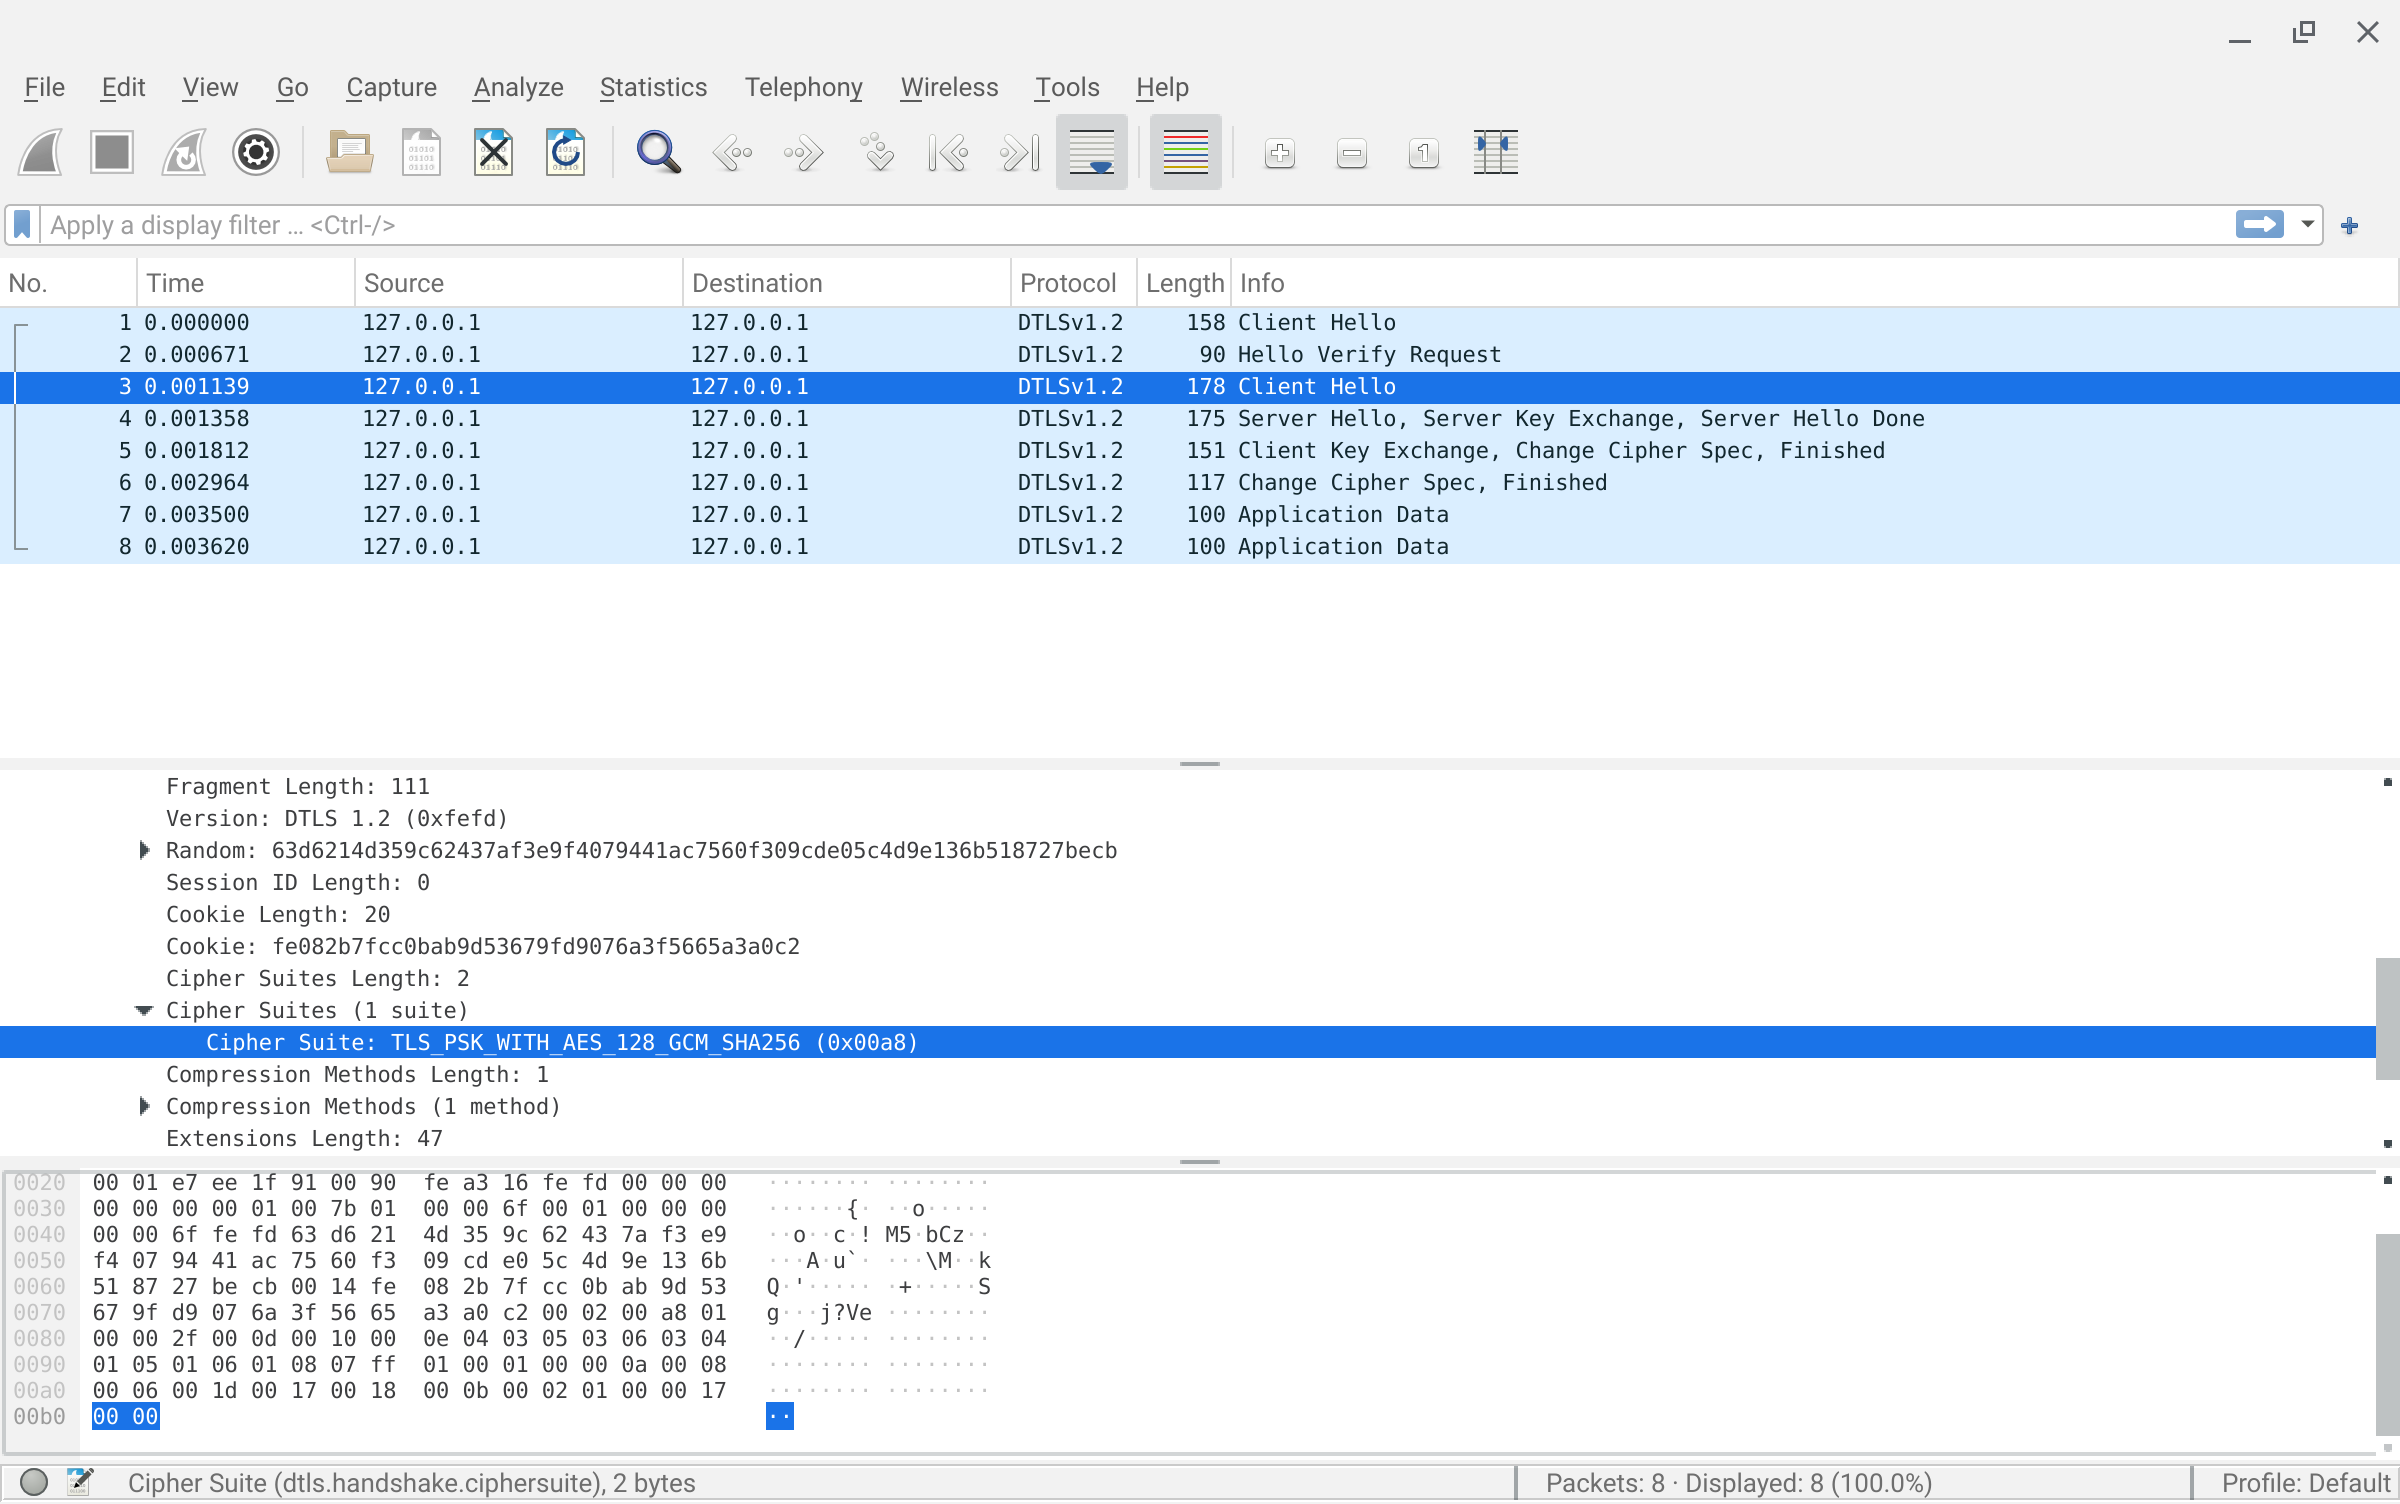 File Edit View Go Capture Analyze Statistics Telephony Wireless Tools Help
Apply a display filter … <Ctrl-/>
No. Time Source Destination Protocol Length Info
1 0.000000 127.0.0.1 127.0.0.1 DTLSv1.2 158 Client Hello
2 0.000671 127.0.0.1 127.0.0.1 DTLSv1.2 90 Hello Verify Request
3 0.001139 127.0.0.1 127.0.0.1 DTLSv1.2 178 Client Hello
4 0.001358 127.0.0.1 127.0.0.1 DTLSv1.2 175 Server Hello, Server Key Exchange, Server Hello Done
5 0.001812 127.0.0.1 127.0.0.1 DTLSv1.2 151 Client Key Exchange, Change Cipher Spec, Finished
6 0.002964 127.0.0.1 127.0.0.1 DTLSv1.2 117 Change Cipher Spec, Finished
7 0.003500 127.0.0.1 127.0.0.1 DTLSv1.2 100 Application Data
8 0.003620 127.0.0.1 127.0.0.1 DTLSv1.2 100 Application Data
Fragment Length: 111
Version: DTLS 1.2 (0xfefd)
Random: 63d6214d359c62437af3e9f4079441ac7560f309cde05c4d9e136b518727becb
Session ID Length: 0
Cookie Length: 20
Cookie: fe082b7fcc0bab9d53679fd9076a3f5665a3a0c2
Cipher Suites Length: 2
Cipher Suites (1 suite)
Cipher Suite: TLS_PSK_WITH_AES_128_GCM_SHA256 (0x00a8)
Compression Methods Length: 1
Compression Methods (1 method)
Extensions Length: 47
0020 00 01 e7 ee 1f 91 00 90 fe a3 16 fe fd 00 00 00 ········ ········
0030 00 00 00 00 01 00 7b 01 00 00 6f 00 01 00 00 00 ······{· ··o·····
0040 00 00 6f fe fd 63 d6 21 4d 35 9c 62 43 7a f3 e9 ··o··c·! M5·bCz··
0050 f4 07 94 41 ac 75 60 f3 09 cd e0 5c 4d 9e 13 6b ···A·u`· ···\M··k
0060 51 87 27 be cb 00 14 fe 08 2b 7f cc 0b ab 9d 53 Q·'····· ·+·····S
0070 67 9f d9 07 6a 3f 56 65 a3 a0 c2 00 02 00 a8 01 g···j?Ve ········
0080 00 00 2f 00 0d 00 10 00 0e 04 03 05 03 06 03 04 ··/····· ········
0090 01 05 01 06 01 08 07 ff 01 00 01 00 00 0a 00 08 ········ ········
00a0 00 06 00 1d 00 17 00 18 00 0b 00 02 01 00 00 17 ········ ········
00b0 00 00 ··
Cipher Suite (dtls.handshake.ciphersuite), 2 bytes Packets: 8 · Displayed: 8 (100.0%) Profile: Default